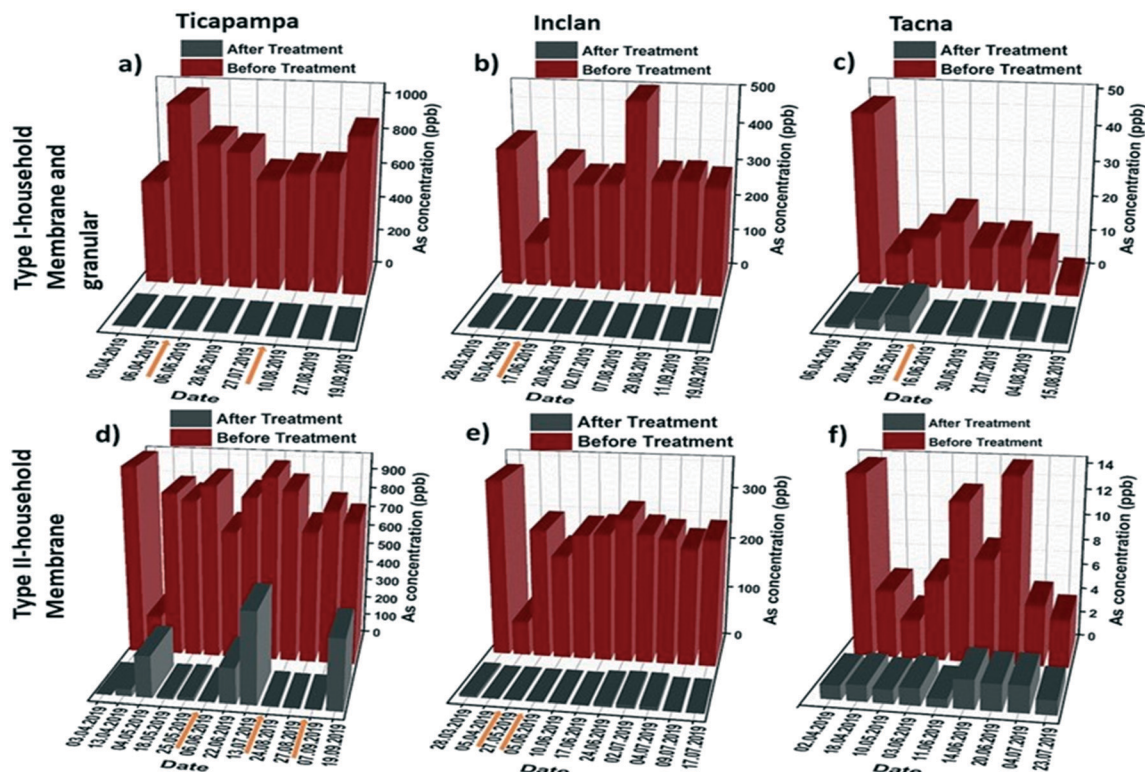 Ticapampa
Inclan
Tacna
Type I-household
Membrane and
granular
a)
After Treatment
Before Treatment
1000
800
600
400
200
0
As concentration (ppb)
03.04.2019
06.04.2019
06.06.2019
28.06.2019
27.07.2019
10.08.2019
27.08.2019
19.09.2019
Date
b)
After Treatment
Before Treatment
500
400
300
200
100
0
As concentration (ppb)
28.03.2019
05.04.2019
17.06.2019
20.06.2019
02.07.2019
07.08.2019
29.08.2019
11.09.2019
19.09.2019
Date
c)
After Treatment
Before Treatment
50
40
30
20
10
0
As concentration (ppb)
06.04.2019
20.04.2019
19.05.2019
16.06.2019
30.06.2019
21.07.2019
04.08.2019
15.08.2019
Date
Type II-household
Membrane
d)
After Treatment
Before Treatment
900
800
700
600
500
400
300
200
100
0
As concentration (ppb)
03.04.2019
13.04.2019
04.05.2019
18.05.2019
25.05.2019
06.06.2019
22.06.2019
13.07.2019
24.08.2019
27.08.2019
07.09.2019
19.09.2019
Date
e)
After Treatment
Before Treatment
300
200
100
0
As concentration (ppb)
28.03.2019
05.04.2019
27.05.2019
05.06.2019
10.06.2019
17.06.2019
24.06.2019
02.07.2019
04.07.2019
10.07.2019
17.07.2019
Date
f)
After Treatment
Before Treatment
14
12
10
8
6
4
2
0
As concentration (ppb)
02.04.2019
18.04.2019
03.05.2019
03.06.2019
11.06.2019
14.06.2019
20.06.2019
04.07.2019
23.07.2019
Date